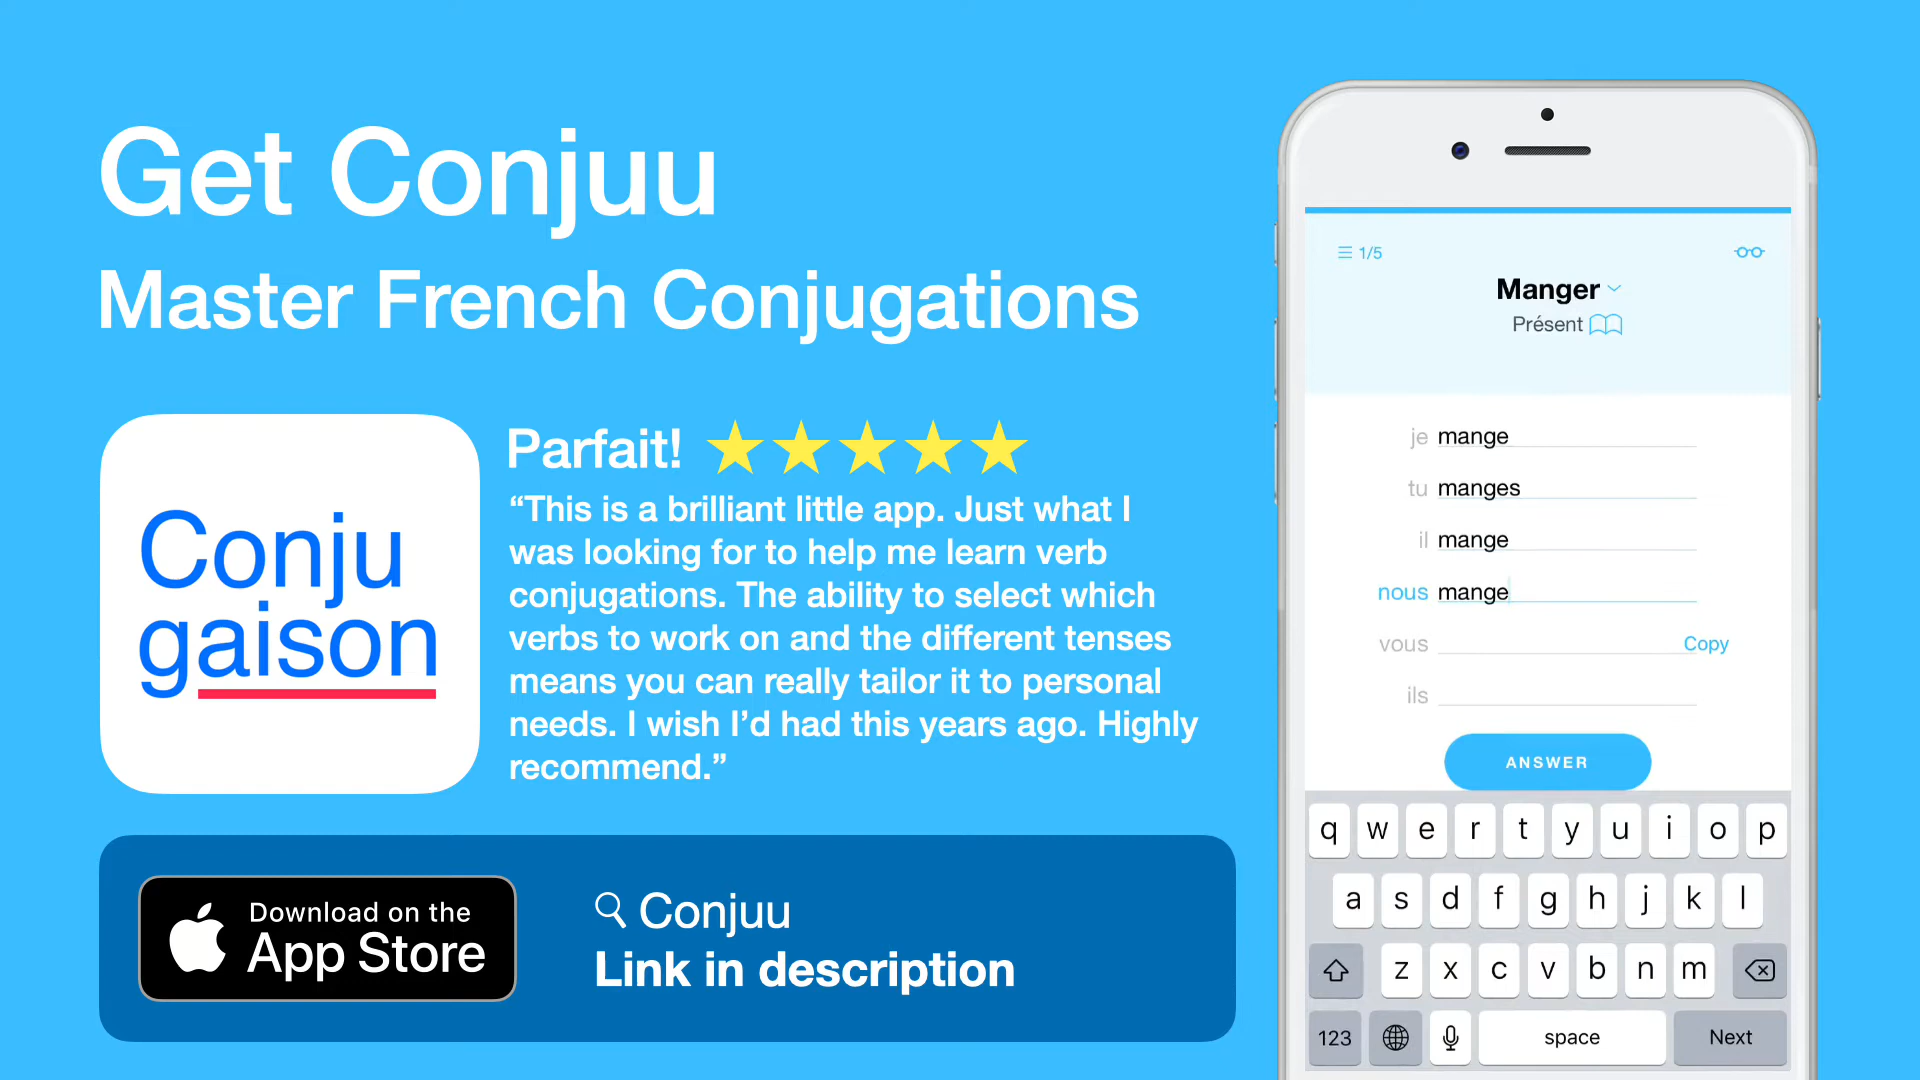 Get Conjuu
Master French Conjugations
Conju
gaison
Parfait!
“This is a brilliant little app. Just what I
was looking for to help me learn verb
conjugations. The ability to select which
verbs to work on and the different tenses
means you can really tailor it to personal
needs. I wish I’d had this years ago. Highly
recommend.”
Download on the
App Store
Conjuu
Link in description
1/5
Manger
Présent
je mange
tu manges
il mange
nous mange
vous Copy
ils
ANSWER
q w e r t y u i o p
a s d f g h j k l
z x c v b n m
123 space Next